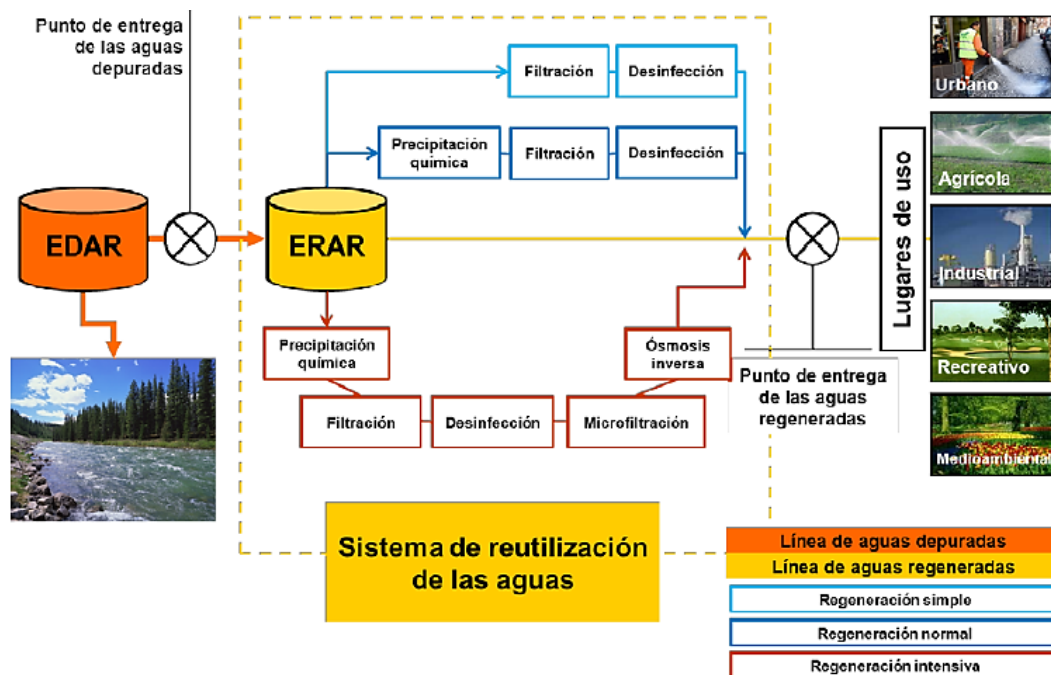 Punto de entrega
de las aguas
depuradas
Filtración
Desinfección
Precipitación
química
Filtración
Desinfección
EDAR
ERAR
Precipitación
química
Filtración
Desinfección
Microfiltración
Ósmosis
inversa
Punto de entrega
de las aguas
regeneradas
Lugares de uso
Urbano
Agrícola
Industrial
Recreativo
Medioambiental
Sistema de reutilización
de las aguas
Línea de aguas depuradas
Línea de aguas regeneradas
Regeneración simple
Regeneración normal
Regeneración intensiva